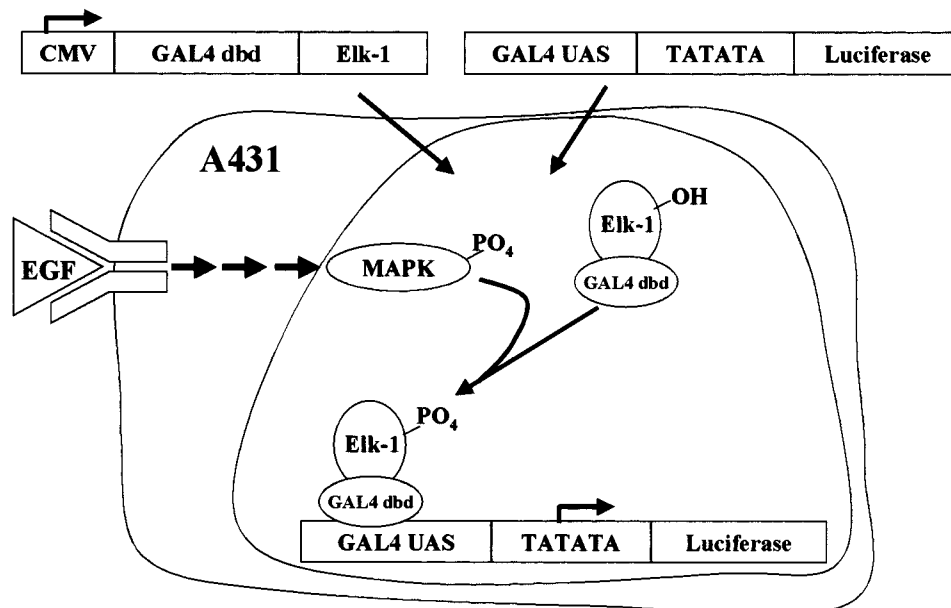 CMV GAL4 dbd Elk-1
GAL4 UAS TATATA Luciferase
A431
EGF
MAPK
PO4
Elk-1
OH
GAL4 dbd
Elk-1
PO4
GAL4 dbd
GAL4 UAS TATATA Luciferase